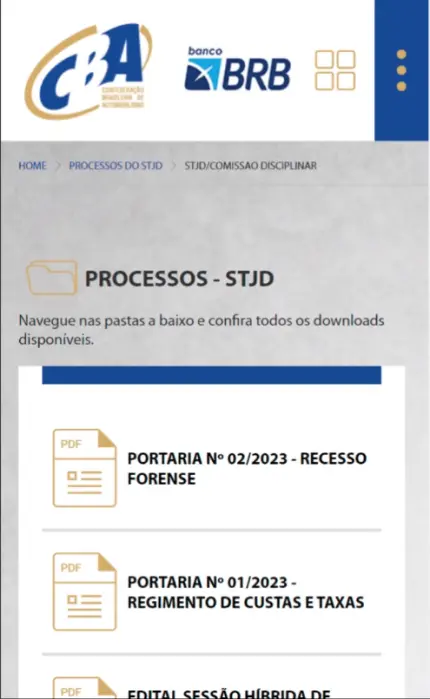 CBA
CONFEDERAÇÃO
BRASILEIRA DE
AUTOMOBILISMO
banco
BRB
HOME > PROCESSOS DO STJD > STJD/COMISSAO DISCIPLINAR
PROCESSOS - STJD
Navegue nas pastas a baixo e confira todos os downloads
disponíveis.
PDF
PORTARIA Nº 02/2023 - RECESSO
FORENSE
PDF
PORTARIA Nº 01/2023 -
REGIMENTO DE CUSTAS E TAXAS
PDF
EDITAL SESSÃO HÍBRIDA DE